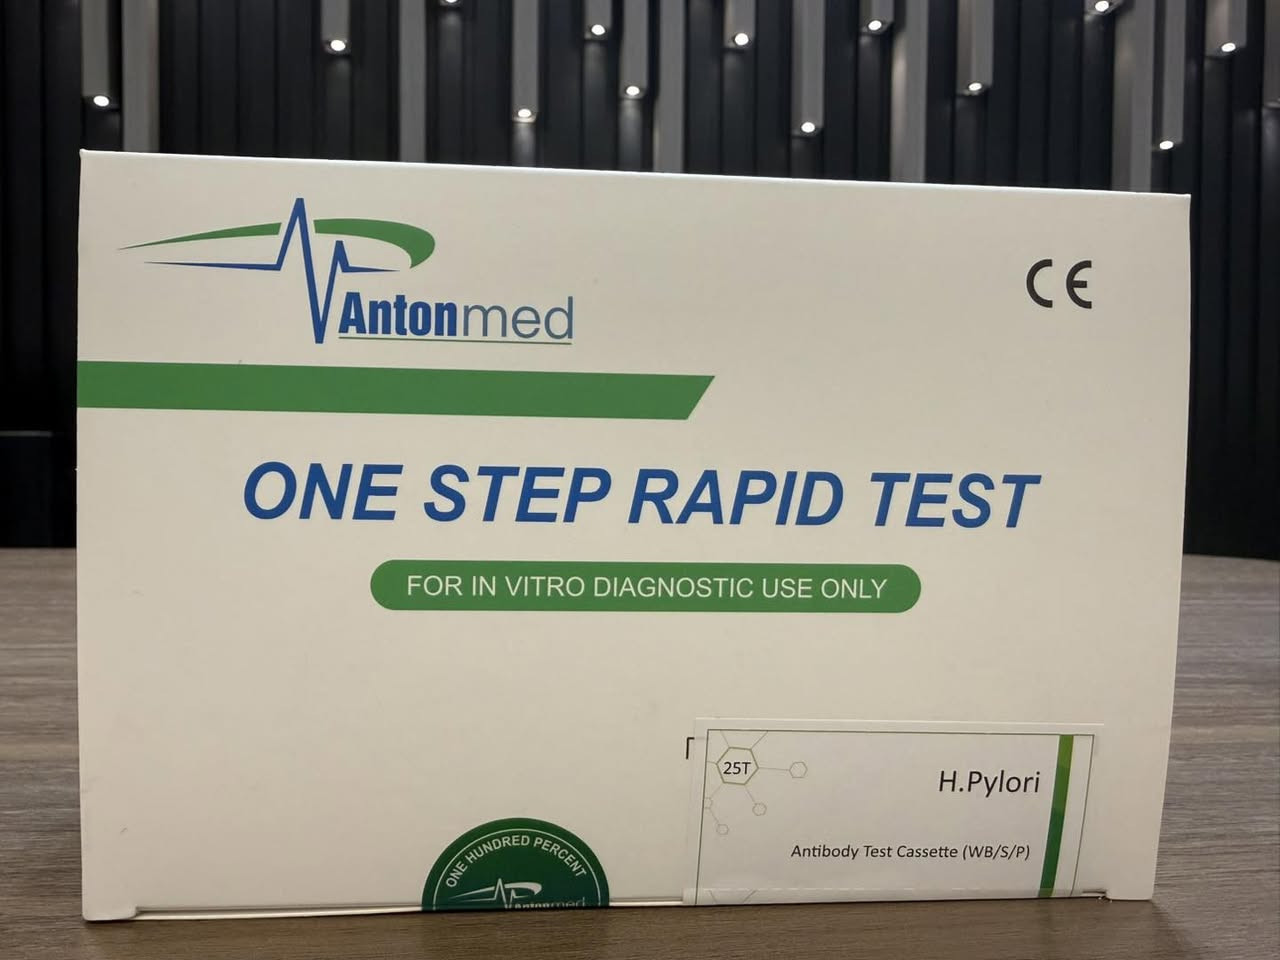 Antonmed
CE
ONE STEP RAPID TEST
FOR IN VITRO DIAGNOSTIC USE ONLY
25T
H.Pylori
Antibody Test Cassette (WB/S/P)
ONE HUNDRED PERCENT
Antonmed